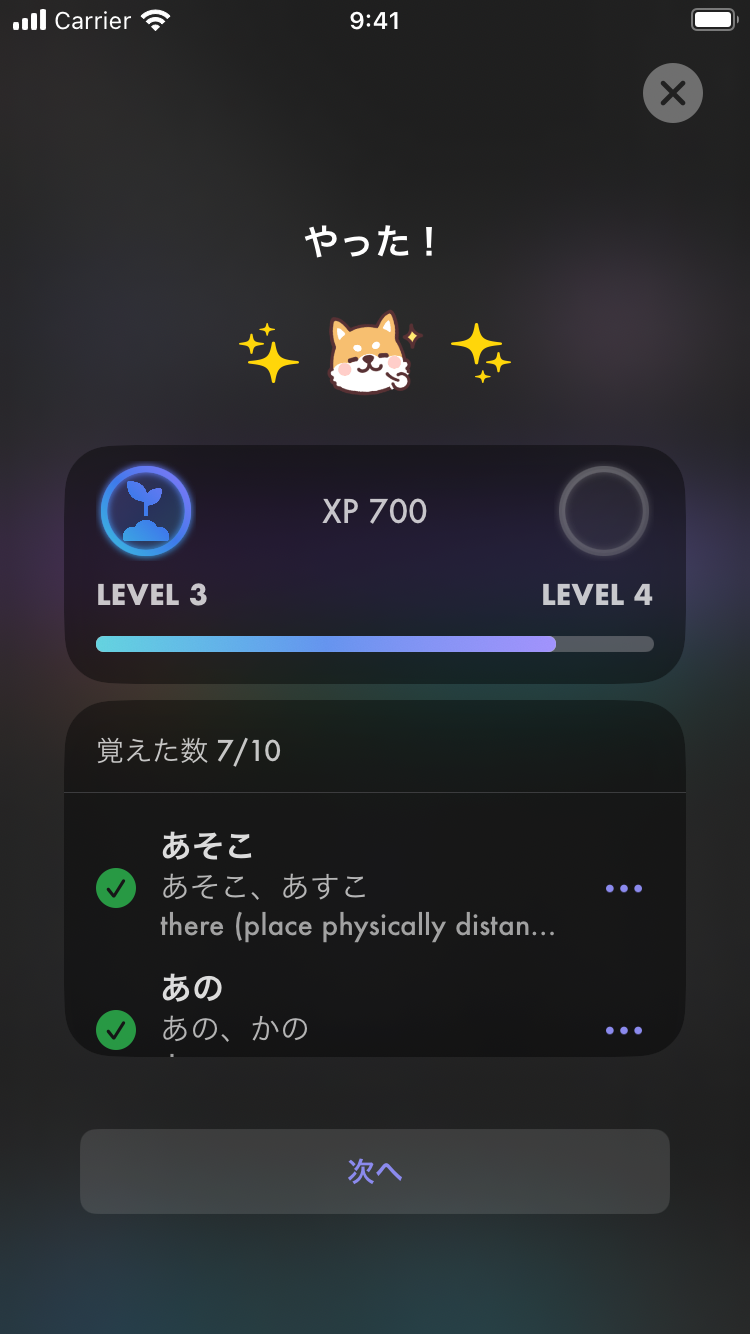 Carrier 9:41
やった！
XP 700
LEVEL 3 LEVEL 4
覚えた数 7/10
あそこ
あそこ、あすこ
there (place physically distan...
あの
あの、かの
次へ